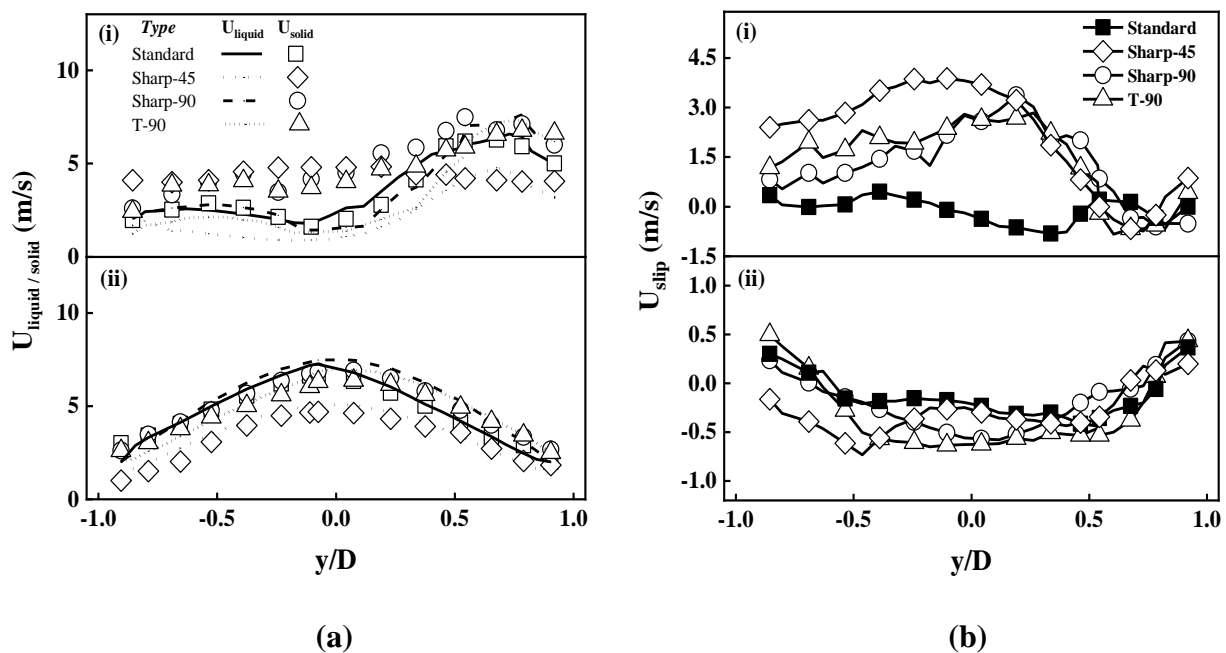 (i)
Type U_liquid U_solid
Standard
Sharp-45
Sharp-90
T-90
10
5
0
(ii)
10
5
0
-1.0 -0.5 0.0 0.5 1.0
U_liquid / solid (m/s)
y/D
(a)
(i)
Standard
Sharp-45
Sharp-90
T-90
4.5
3.0
1.5
0.0
-1.5
(ii)
1.0
0.5
0.0
-0.5
-1.0
-1.0 -0.5 0.0 0.5 1.0
U_slip (m/s)
y/D
(b)